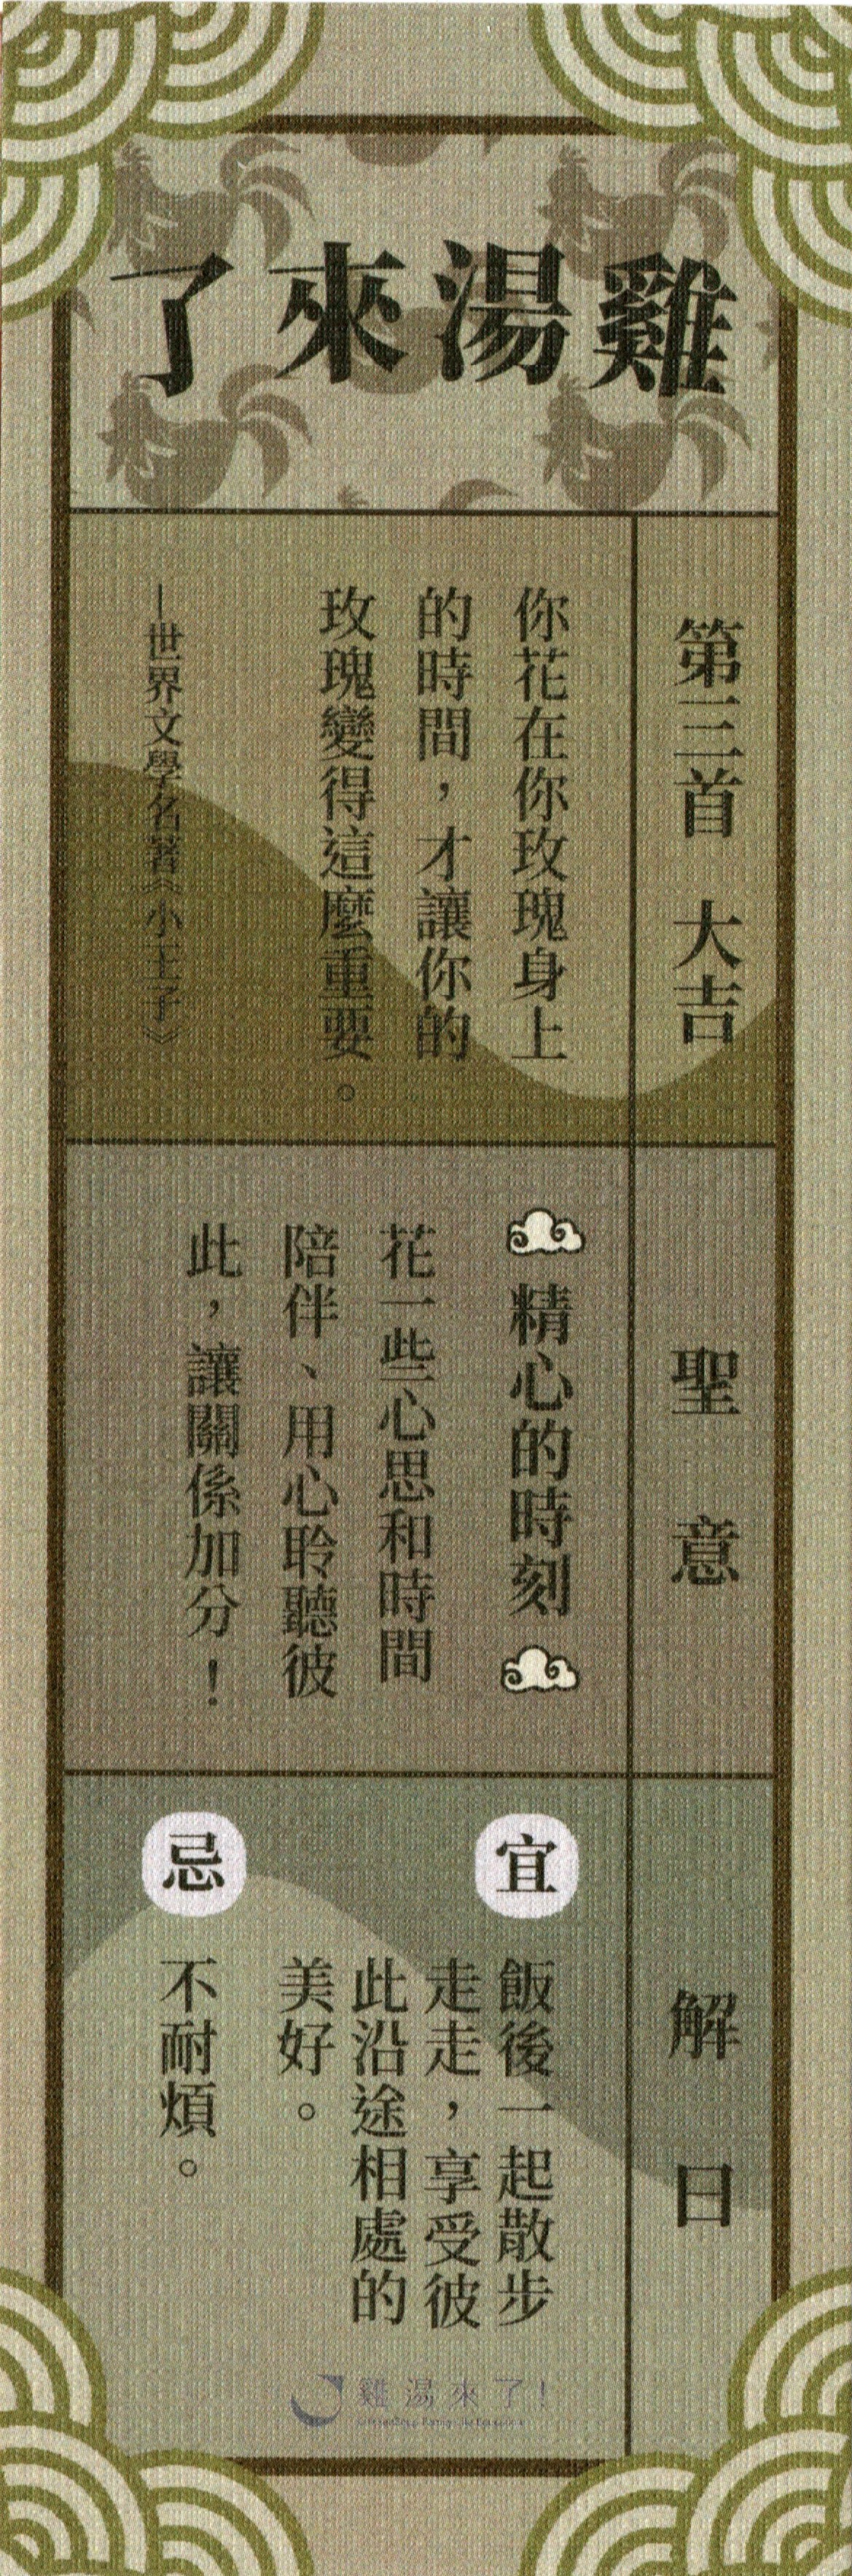 雞湯來了
第三首 大吉
你花在你玫瑰身上
的時間，才讓你的
玫瑰變得這麼重要。
—世界文學名著《小王子》
聖意
精心的時刻
花一些心思和時間
陪伴、用心聆聽彼
此，讓關係加分！
解曰
宜
飯後一起散步
走走，享受彼
此沿途相處的
美好。
忌
不耐煩。
雞湯來了！